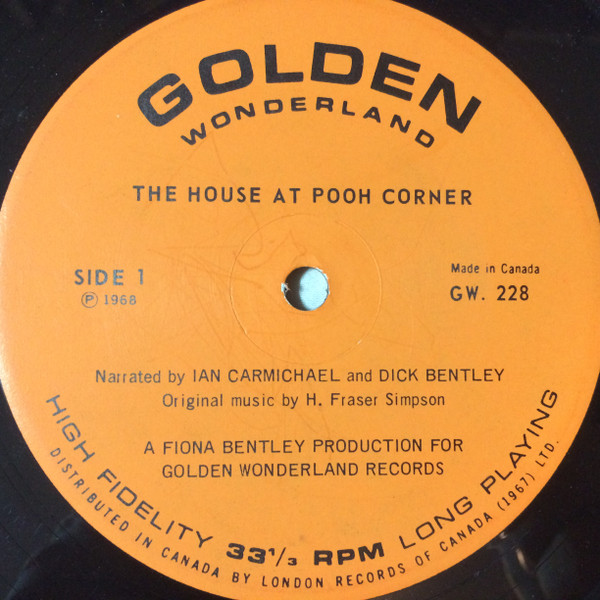 GOLDEN
WONDERLAND
THE HOUSE AT POOH CORNER
SIDE 1
Ⓟ 1968
Made in Canada
GW. 228
Narrated by IAN CARMICHAEL and DICK BENTLEY
Original music by H. Fraser Simpson
A FIONA BENTLEY PRODUCTION FOR
GOLDEN WONDERLAND RECORDS
HIGH FIDELITY 33⅓ RPM LONG PLAYING
DISTRIBUTED IN CANADA BY LONDON RECORDS OF CANADA (1967) LTD.